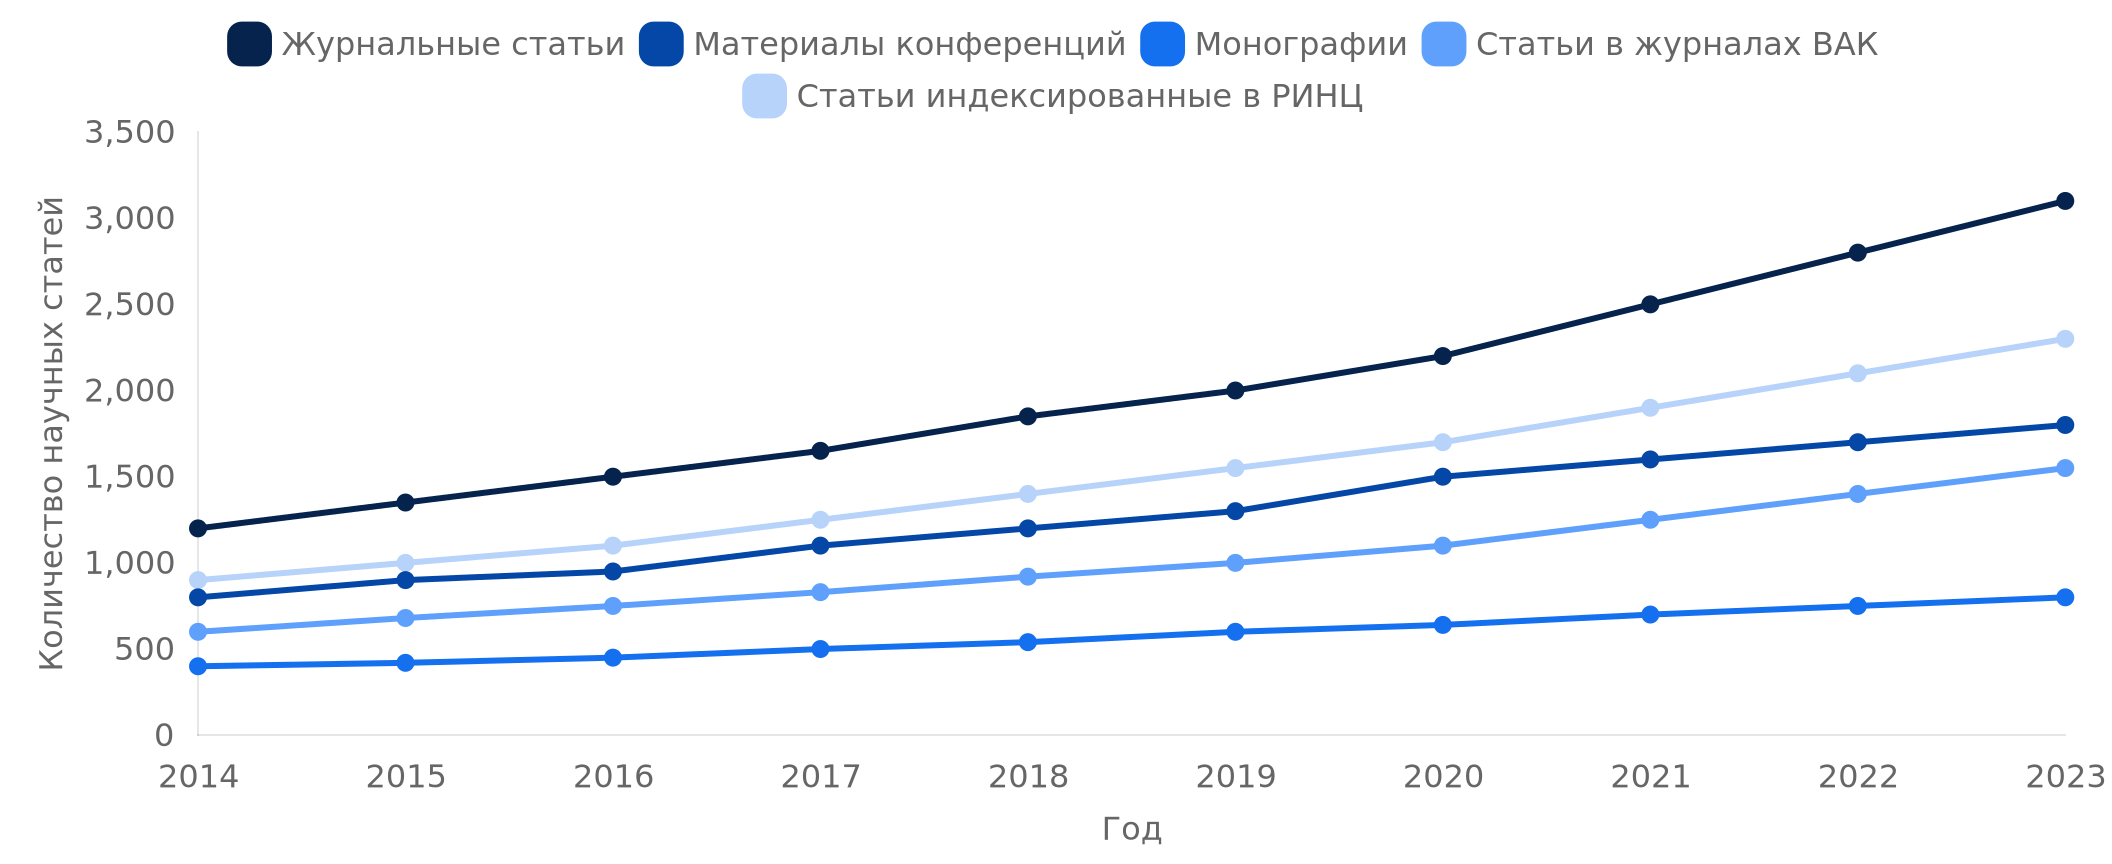 Журнальные статьи Материалы конференций Монографии Статьи в журналах ВАК
Статьи индексированные в РИНЦ
Количество научных статей
3,500
3,000
2,500
2,000
1,500
1,000
500
0
2014 2015 2016 2017 2018 2019 2020 2021 2022 2023
Год